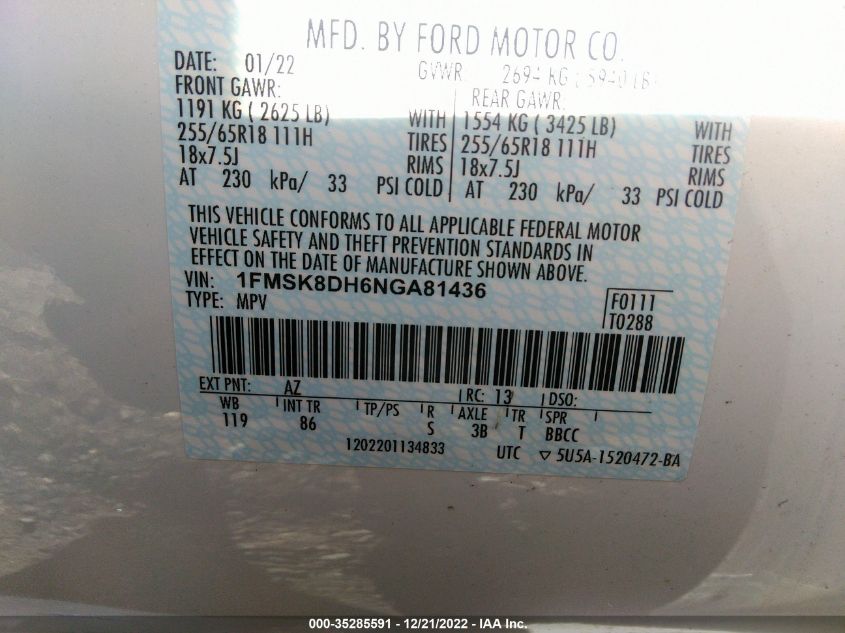 MFD. BY FORD MOTOR CO.
DATE: 01/22 GVWR: 2694 KG ( 5940 LB)
FRONT GAWR: REAR GAWR:
1191 KG ( 2625 LB) WITH 1554 KG ( 3425 LB) WITH
255/65R18 111H TIRES 255/65R18 111H TIRES
18x7.5J RIMS 18x7.5J RIMS
AT 230 kPa/ 33 PSI COLD AT 230 kPa/ 33 PSI COLD
THIS VEHICLE CONFORMS TO ALL APPLICABLE FEDERAL MOTOR
VEHICLE SAFETY AND THEFT PREVENTION STANDARDS IN
EFFECT ON THE DATE OF MANUFACTURE SHOWN ABOVE.
VIN: 1FMSK8DH6NGA81436
TYPE: MPV
F0111
T0288
EXT PNT: AZ RC: 13 DSO:
WB INT TR TP/PS R AXLE TR SPR
119 86 S 3B T BBCC
1202201134833 UTC ▽ 5U5A-1520472-BA
000-35285591 - 12/21/2022 - IAA Inc.